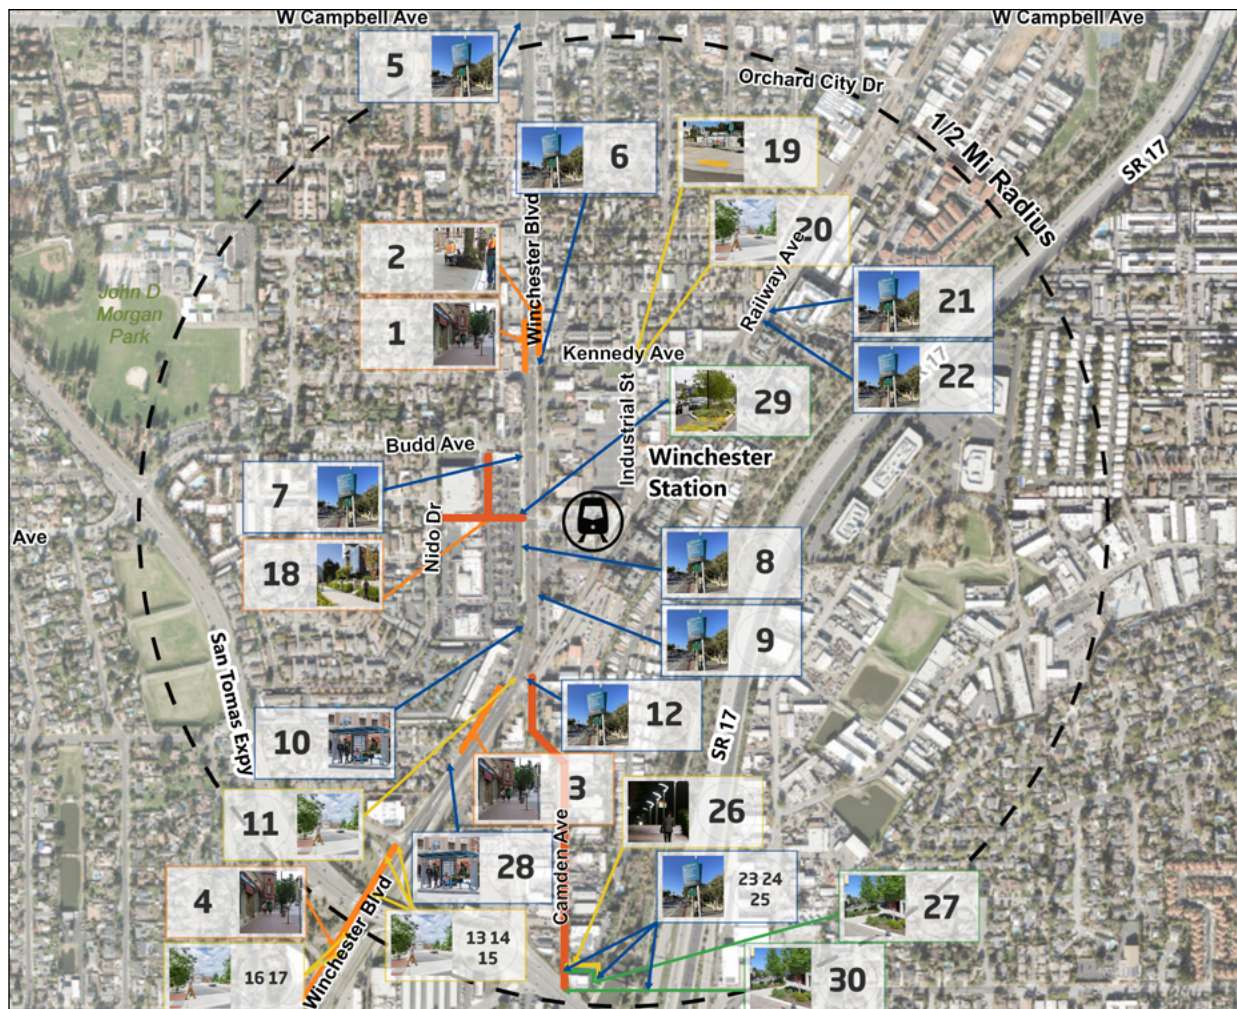 W Campbell Ave
W Campbell Ave
5
Orchard City Dr
1/2 Mi Radius
SR 17
6
19
20
Winchester Blvd
2
1
John D
Morgan
Park
Railway Ave
21
22
17
Kennedy Ave
Industrial St
29
Budd Ave
Winchester
Station
7
Nido Dr
18
Ave
8
9
San Tomas Expy
10
12
SR 17
3
11
26
28
Camden Ave
4
Winchester Blvd
13 14
15
23 24
25
27
16 17
30